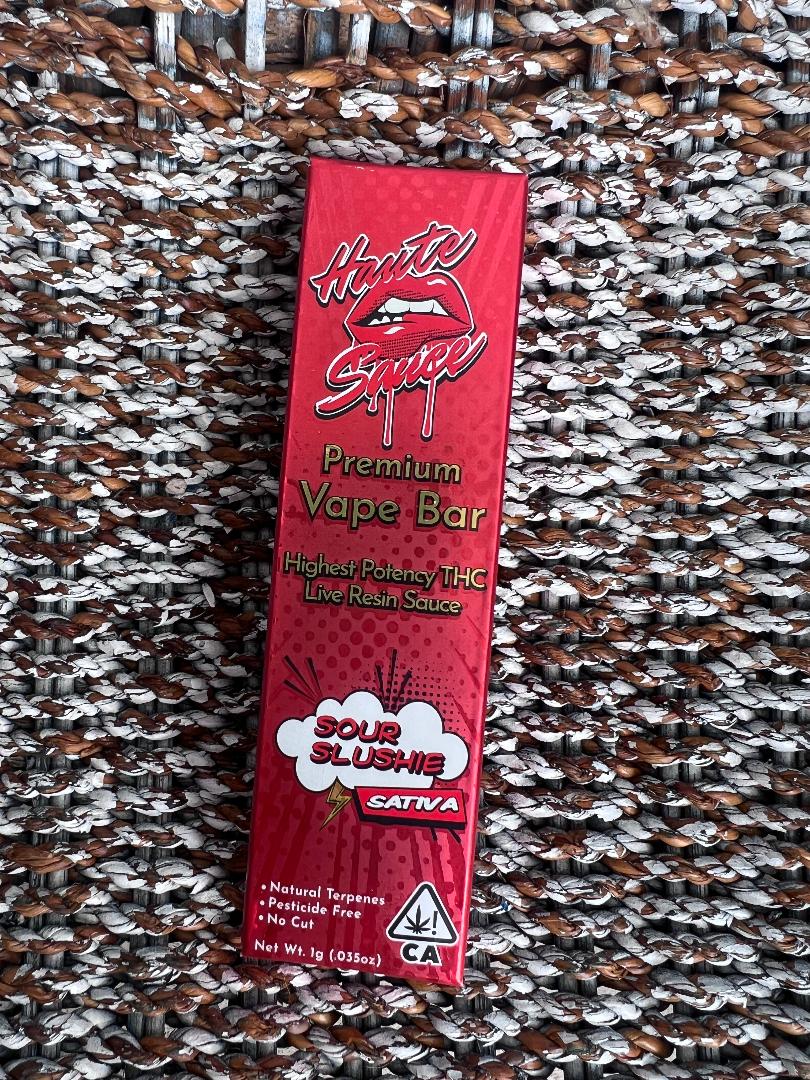 Haute
Sauce
Premium
Vape Bar
Highest Potency THC
Live Resin Sauce
SOUR
SLUSHIE
SATIVA
• Natural Terpenes
• Pesticide Free
• No Cut
Net Wt. 1g (.035oz)
!
CA